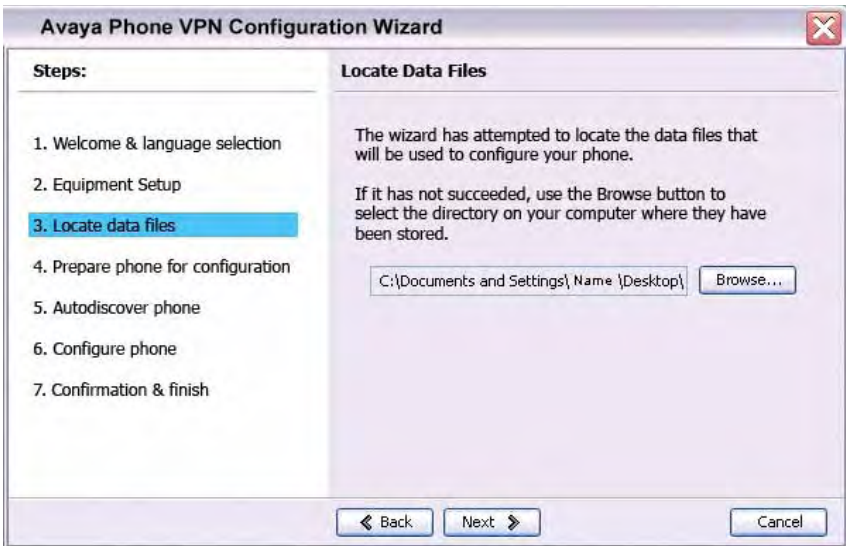 Avaya Phone VPN Configuration Wizard
Steps:
1. Welcome & language selection
2. Equipment Setup
3. Locate data files
4. Prepare phone for configuration
5. Autodiscover phone
6. Configure phone
7. Confirmation & finish
Locate Data Files
The wizard has attempted to locate the data files that
will be used to configure your phone.
If it has not succeeded, use the Browse button to
select the directory on your computer where they have
been stored.
C:\Documents and Settings\ Name \Desktop\
Browse...
Back
Next
Cancel